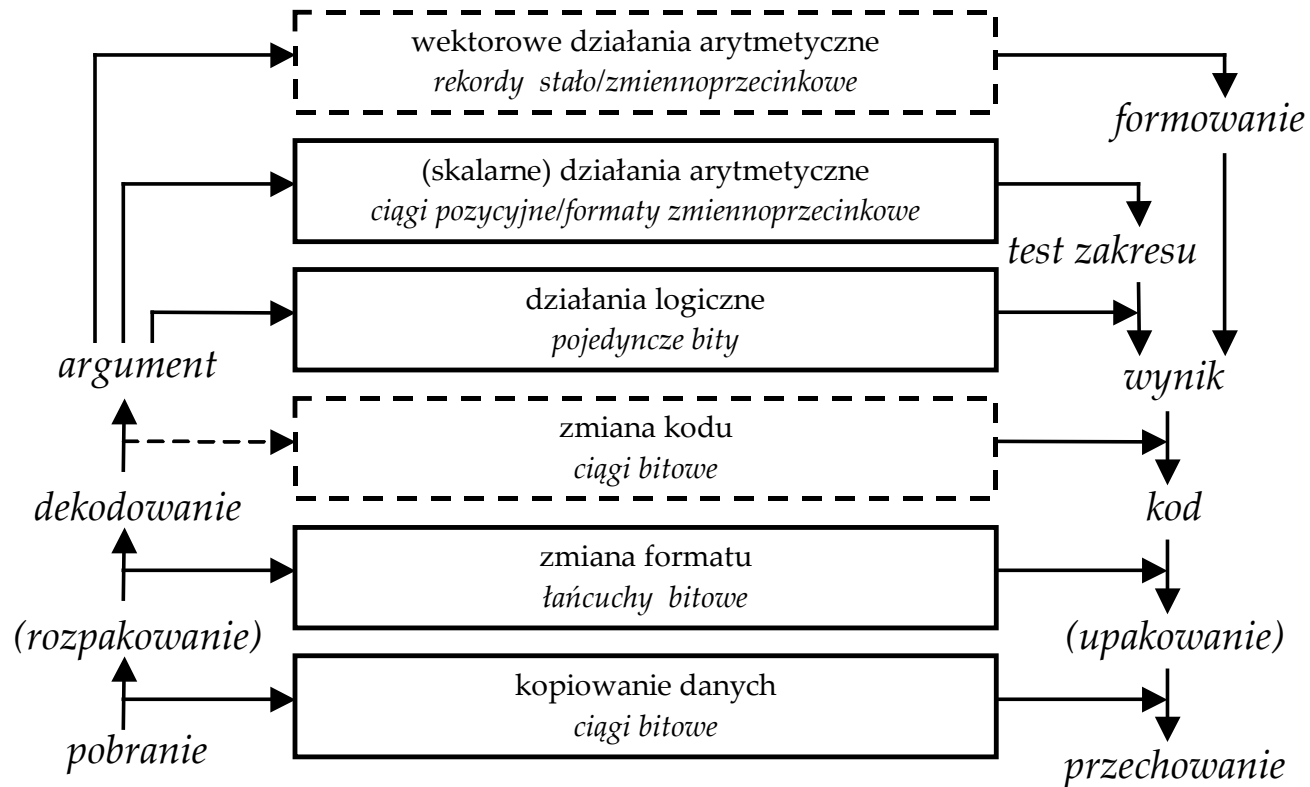 wektorowe działania arytmetyczne
rekordy stało/zmiennoprzecinkowe
formowanie
(skalarne) działania arytmetyczne
ciągi pozycyjne/formaty zmiennoprzecinkowe
test zakresu
działania logiczne
pojedyncze bity
argument
wynik
zmiana kodu
ciągi bitowe
dekodowanie
kod
zmiana formatu
łańcuchy bitowe
(rozpakowanie)
(upakowanie)
kopiowanie danych
ciągi bitowe
pobranie
przechowanie